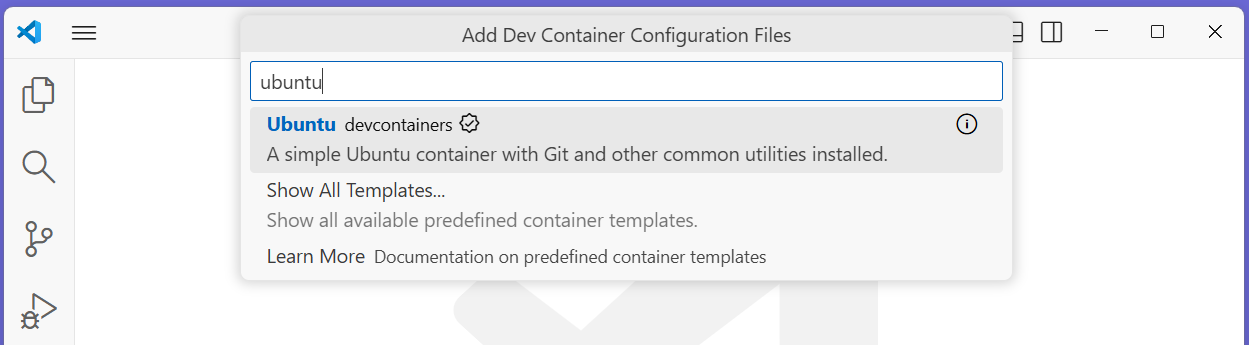 Add Dev Container Configuration Files
ubuntu
Ubuntu devcontainers
A simple Ubuntu container with Git and other common utilities installed.
Show All Templates...
Show all available predefined container templates.
Learn More Documentation on predefined container templates